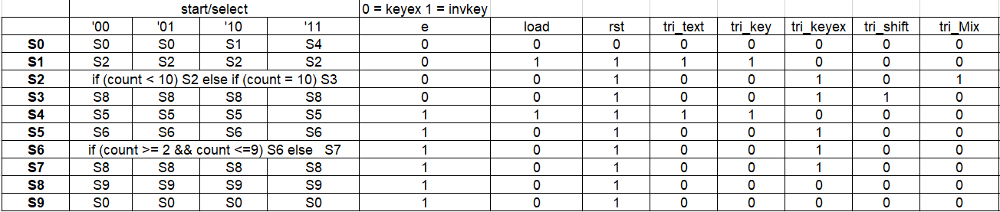 start/select 0 = keyex 1 = invkey
'00 '01 '10 '11 e load rst tri_text tri_key tri_keyex tri_shift tri_Mix
S0 S0 S0 S1 S4 0 0 0 0 0 0 0 0
S1 S2 S2 S2 S2 0 1 1 1 1 0 0 0
S2 if (count < 10) S2 else if (count = 10) S3 0 0 1 0 0 1 0 1
S3 S8 S8 S8 S8 0 0 1 0 0 1 1 0
S4 S5 S5 S5 S5 1 1 1 1 1 0 0 0
S5 S6 S6 S6 S6 1 0 1 0 0 1 0 0
S6 if (count >= 2 && count <=9) S6 else S7 1 0 1 0 0 1 0 0
S7 S8 S8 S8 S8 1 0 1 0 0 1 0 0
S8 S9 S9 S9 S9 1 0 1 0 0 0 0 0
S9 S0 S0 S0 S0 1 0 1 0 0 0 0 0